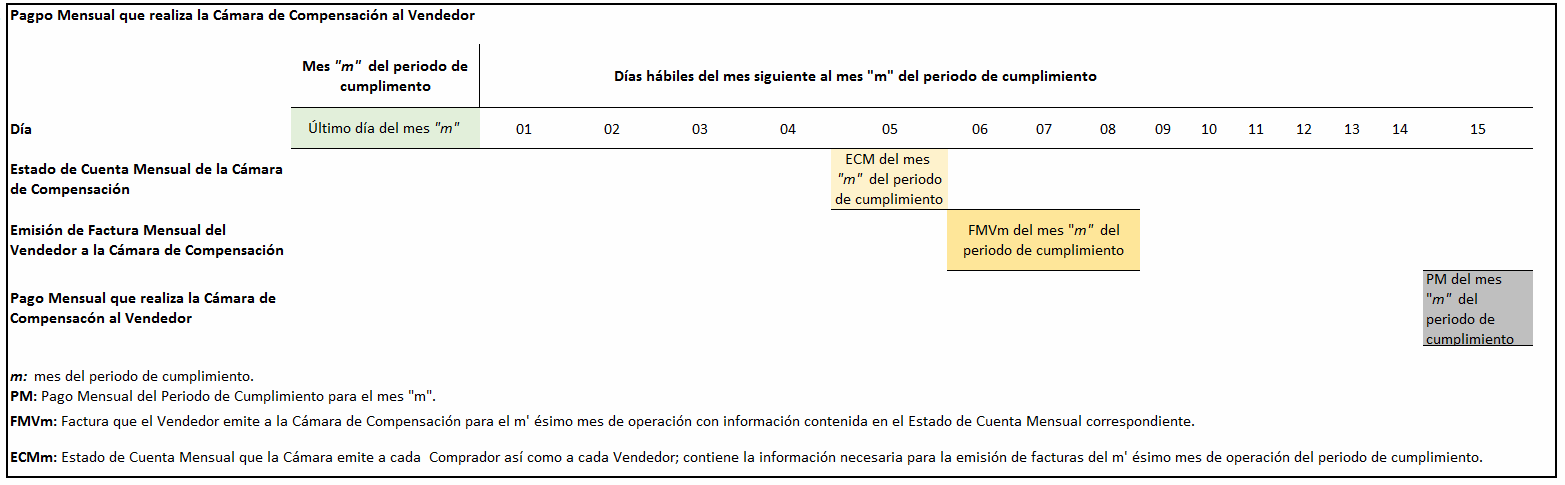 Pagpo Mensual que realiza la Cámara de Compensación al Vendedor
Mes "m" del periodo de
cumplimento
Días hábiles del mes siguiente al mes "m" del periodo de cumplimiento
Día
Último día del mes "m"
01 02 03 04 05 06 07 08 09 10 11 12 13 14 15
Estado de Cuenta Mensual de la Cámara
de Compensación
ECM del mes
"m" del periodo
de cumplimiento
Emisión de Factura Mensual del
Vendedor a la Cámara de Compensación
FMVm del mes "m" del
periodo de cumplimiento
Pago Mensual que realiza la Cámara de
Compensacón al Vendedor
PM del mes
"m" del
periodo de
cumplimiento
m: mes del periodo de cumplimiento.
PM: Pago Mensual del Periodo de Cumplimiento para el mes "m".
FMVm: Factura que el Vendedor emite a la Cámara de Compensación para el m' ésimo mes de operación con información contenida en el Estado de Cuenta Mensual correspondiente.
ECMm: Estado de Cuenta Mensual que la Cámara emite a cada Comprador así como a cada Vendedor; contiene la información necesaria para la emisión de facturas del m' ésimo mes de operación del periodo de cumplimiento.